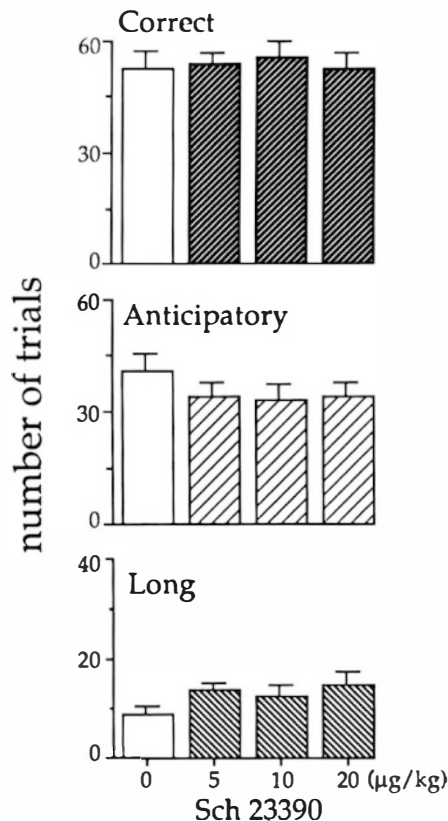 Correct
60
30
0
number of trials
Anticipatory
60
30
0
Long
40
20
0
0 5 10 20 (μg/kg)
Sch 23390